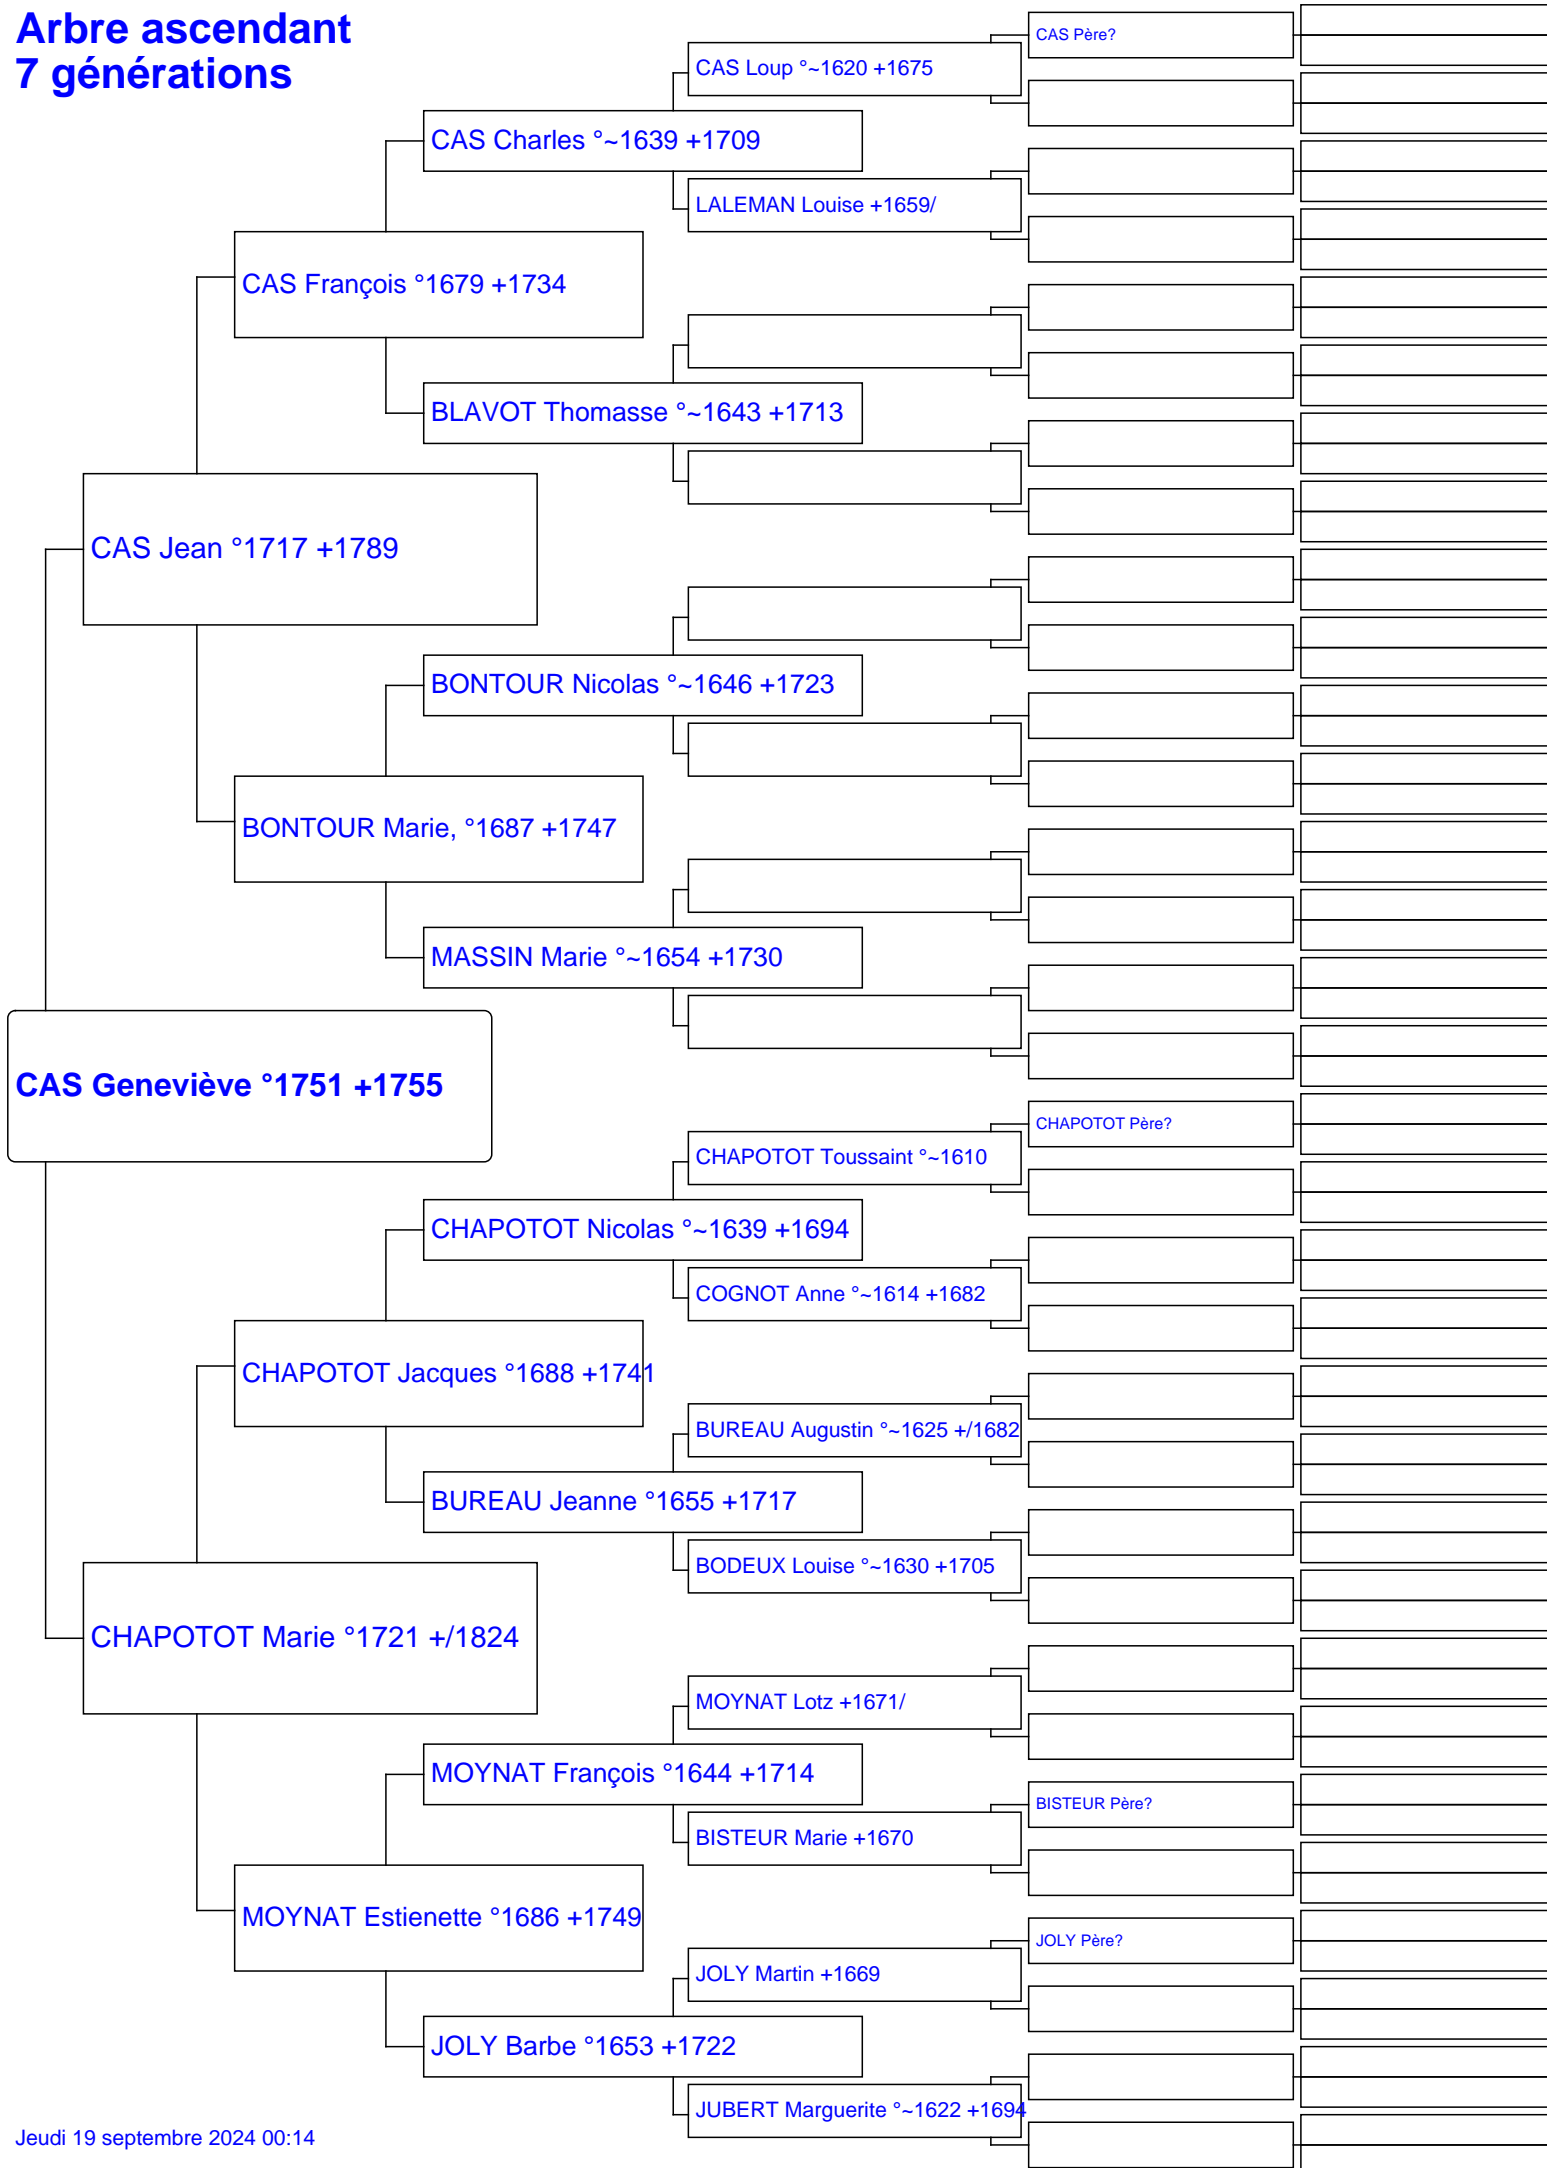 Arbre ascendant
7 générations
CAS Père?
CAS Loup °~1620 +1675
CAS Charles °~1639 +1709
LALEMAN Louise +1659/
CAS François °1679 +1734
BLAVOT Thomasse °~1643 +1713
CAS Jean °1717 +1789
BONTOUR Nicolas °~1646 +1723
BONTOUR Marie, °1687 +1747
MASSIN Marie °~1654 +1730
CAS Geneviève °1751 +1755
CHAPOTOT Père?
CHAPOTOT Toussaint °~1610
CHAPOTOT Nicolas °~1639 +1694
COGNOT Anne °~1614 +1682
CHAPOTOT Jacques °1688 +1741
BUREAU Augustin °~1625 +/1682
BUREAU Jeanne °1655 +1717
BODEUX Louise °~1630 +1705
CHAPOTOT Marie °1721 +/1824
MOYNAT Lotz +1671/
MOYNAT François °1644 +1714
BISTEUR Père?
BISTEUR Marie +1670
MOYNAT Estienette °1686 +1749
JOLY Père?
JOLY Martin +1669
JOLY Barbe °1653 +1722
JUBERT Marguerite °~1622 +1694
Jeudi 19 septembre 2024 00:14